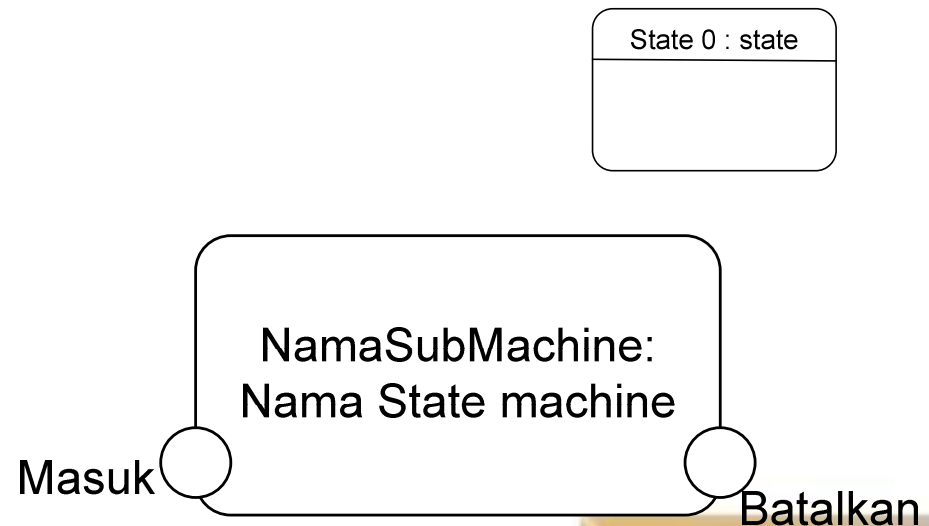 State 0 : state
NamaSubMachine:
Nama State machine
Masuk
Batalkan